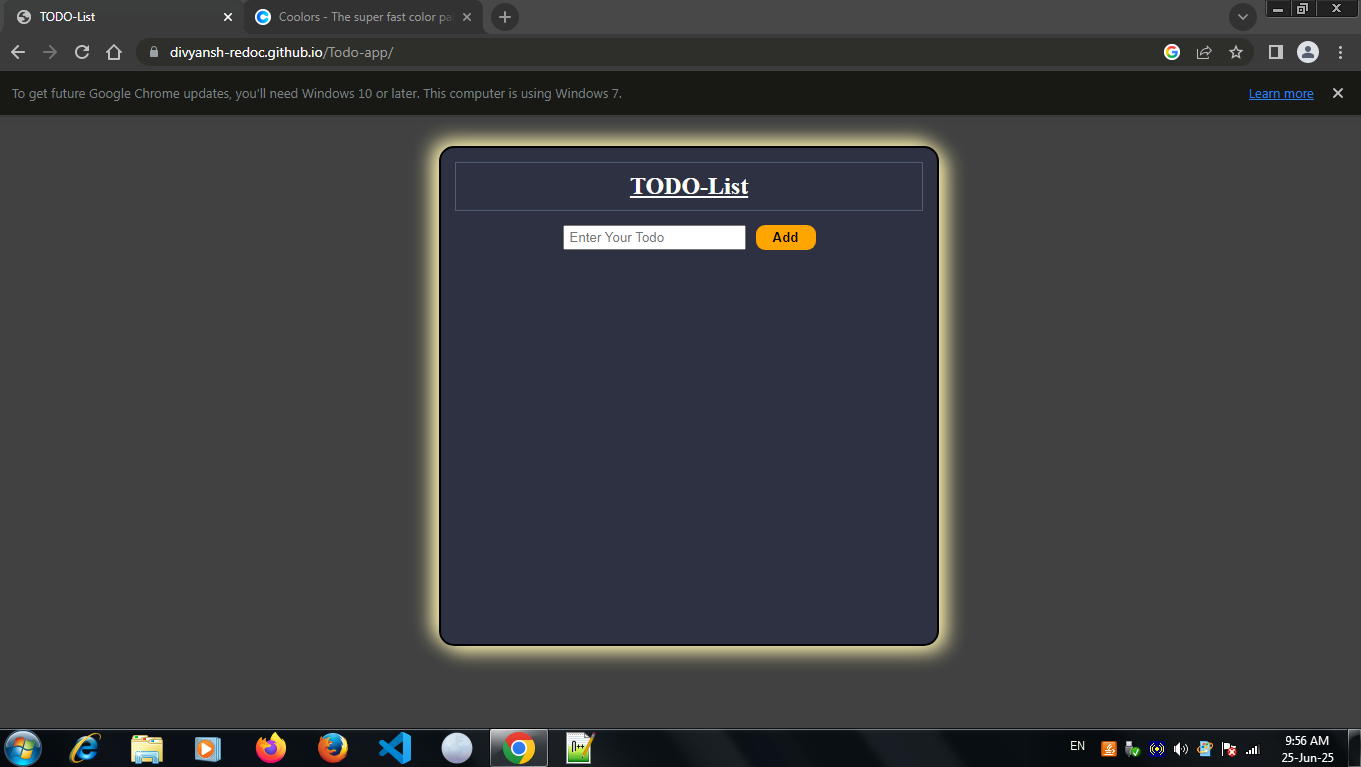 TODO-List
Coolors - The super fast color pa
divyansh-redoc.github.io/Todo-app/
To get future Google Chrome updates, you'll need Windows 10 or later. This computer is using Windows 7.
Learn more
TODO-List
Enter Your Todo
Add
EN
9:56 AM
25-Jun-25